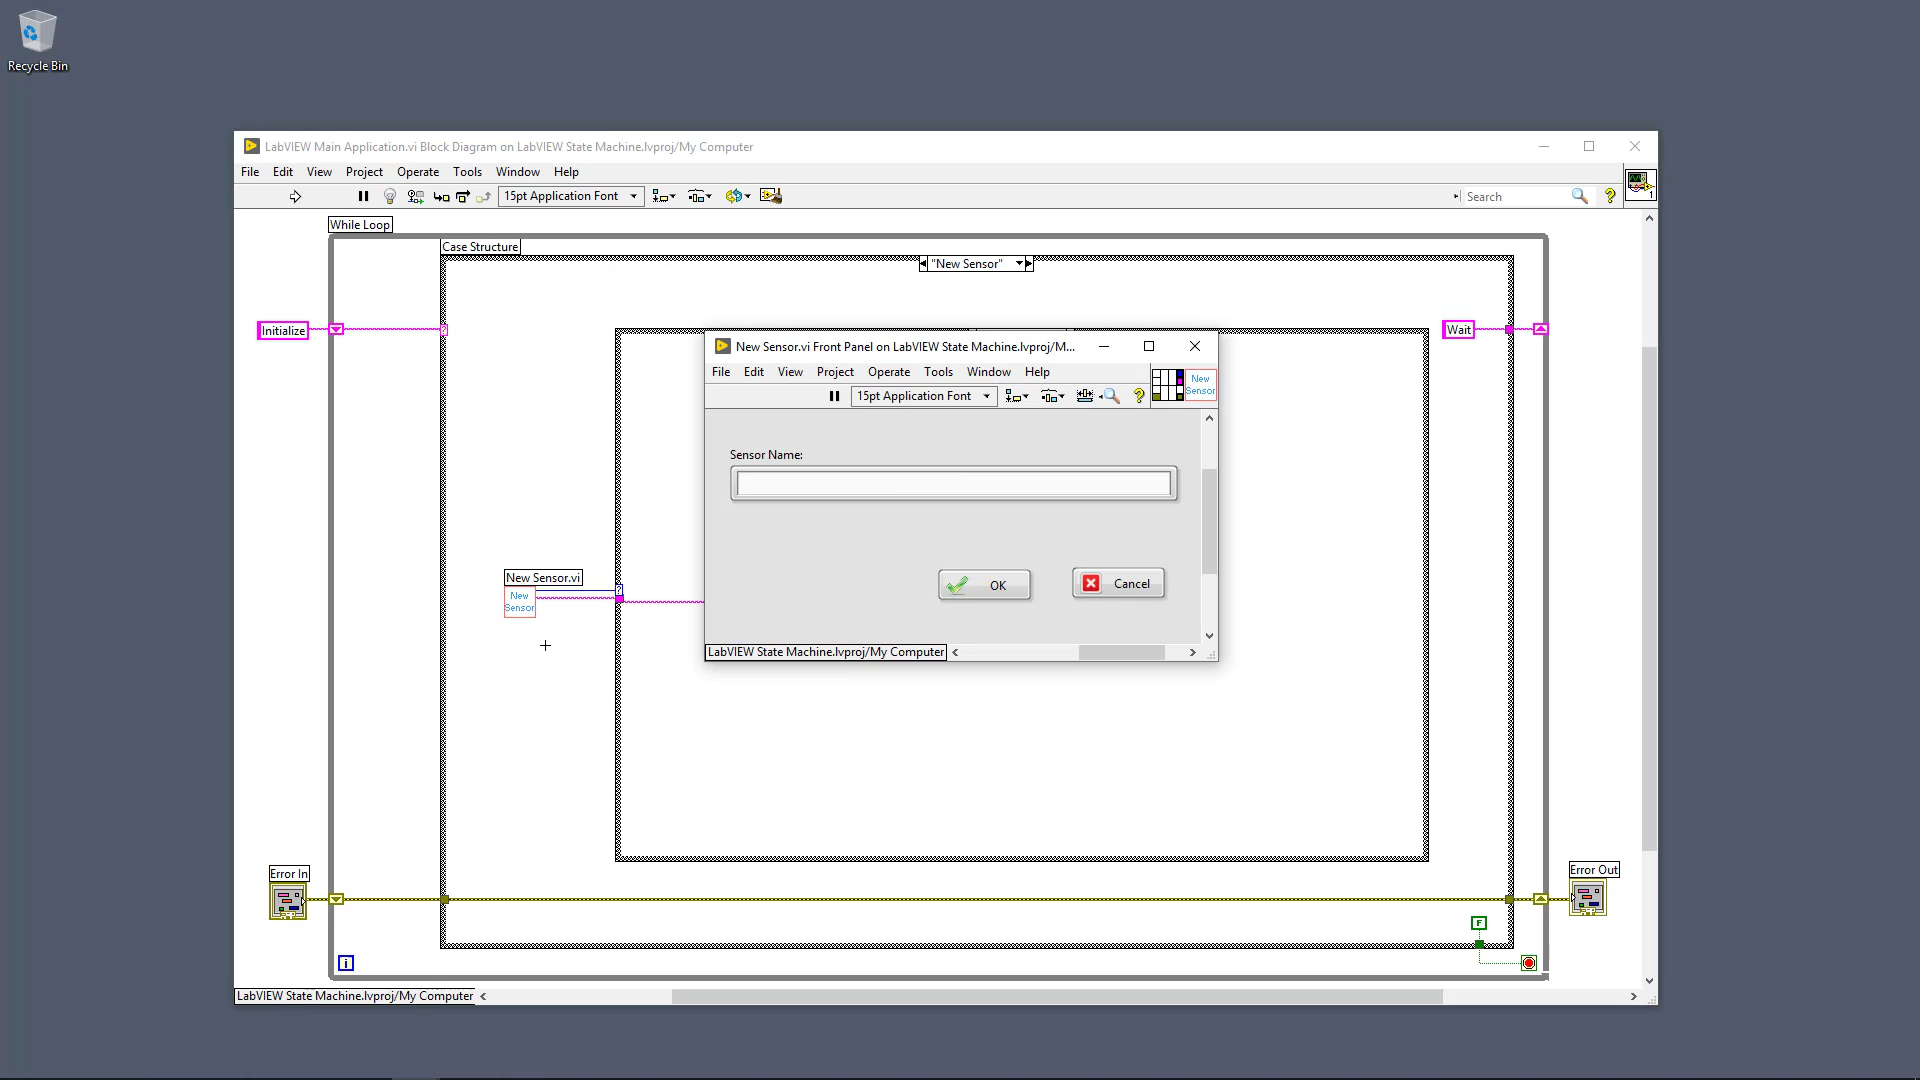 Recycle Bin
LabVIEW Main Application.vi Block Diagram on LabVIEW State Machine.lvproj/My Computer
File Edit View Project Operate Tools Window Help
15pt Application Font
Search
1
While Loop
Case Structure
"New Sensor"
Initialize
?
Wait
New Sensor.vi Front Panel on LabVIEW State Machine.lvproj/M...
File Edit View Project Operate Tools Window Help
15pt Application Font
New
Sensor
Sensor Name:
OK
Cancel
LabVIEW State Machine.lvproj/My Computer
New Sensor.vi
New
Sensor
?
Error In
Error Out
F
i
LabVIEW State Machine.lvproj/My Computer